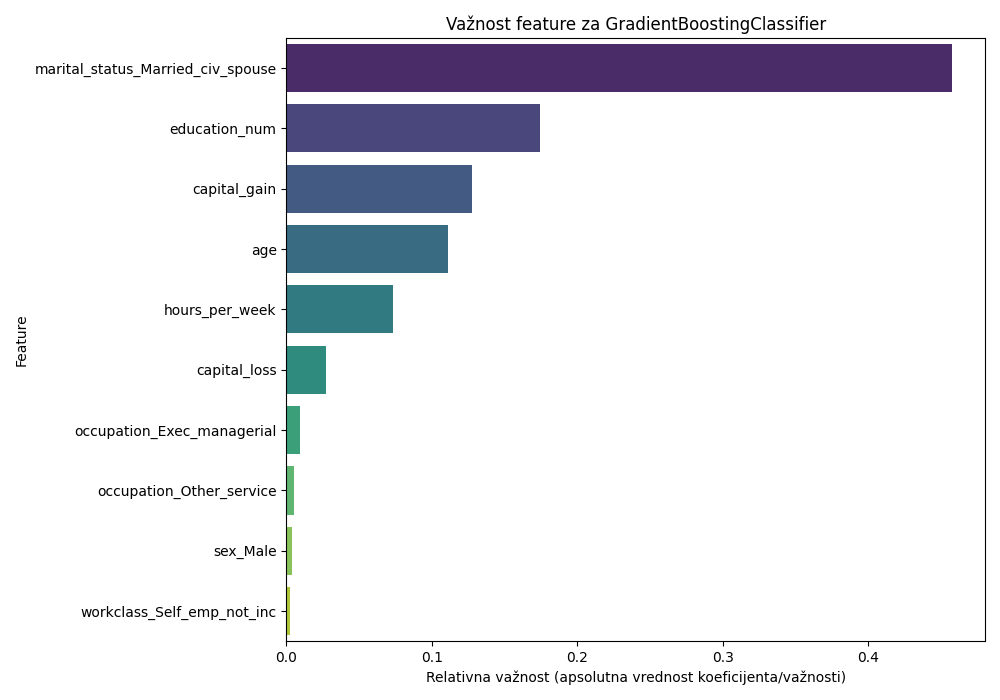 Važnost feature za GradientBoostingClassifier
marital_status_Married_civ_spouse
education_num
capital_gain
age
hours_per_week
capital_loss
occupation_Exec_managerial
occupation_Other_service
sex_Male
workclass_Self_emp_not_inc
Feature
0.0 0.1 0.2 0.3 0.4
Relativna važnost (apsolutna vrednost koeficijenta/važnosti)